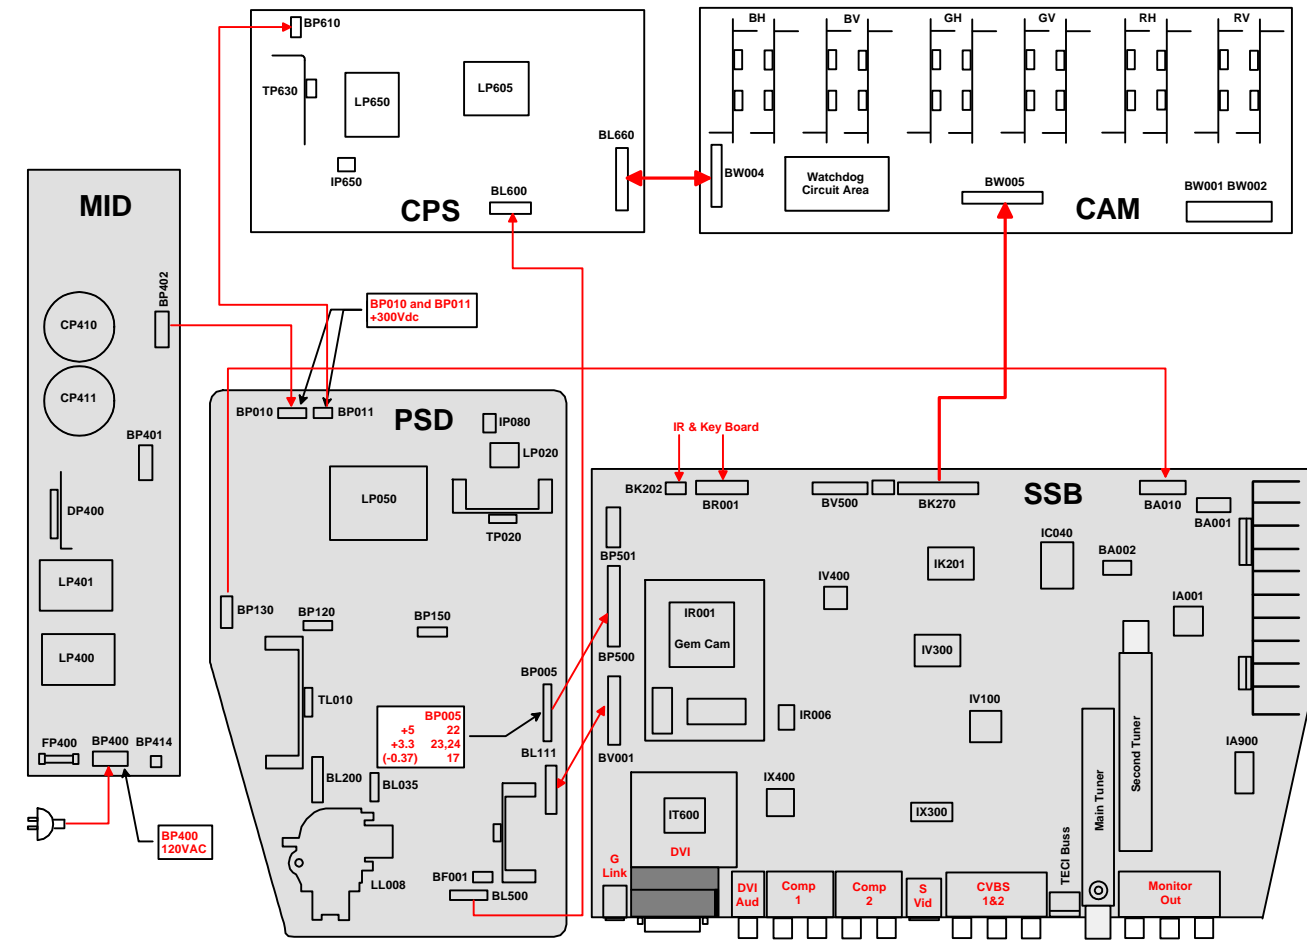 BP610
TP630
LP650
LP605
IP650
BL660
BL600
CPS
BH
BV
GH
GV
RH
RV
BW004
Watchdog
Circuit Area
BW005
CAM
BW001 BW002
MID
BP402
CP410
CP411
BP401
DP400
LP401
LP400
FP400
BP400
BP414
BP400
120VAC
BP010 and BP011
+300Vdc
BP010
BP011
PSD
IP080
LP020
LP050
TP020
BP130
BP120
BP150
TL010
BP005
BP005
+5 22
+3.3 23,24
(-0.37) 17
BL111
BL200
BL035
LL008
BF001
BL500
IR & Key Board
BK202
BR001
BV500
BK270
SSB
BA010
BA001
BP501
IC040
BA002
IK201
IV400
IR001
Gem Cam
IA001
BP500
IV300
IV100
IR006
BV001
IA900
IX400
IX300
IT600
DVI
Main Tuner
Second Tuner
TECI Buss
G
Link
DVI
Aud
Comp
1
Comp
2
S
Vid
CVBS
1&2
Monitor
Out